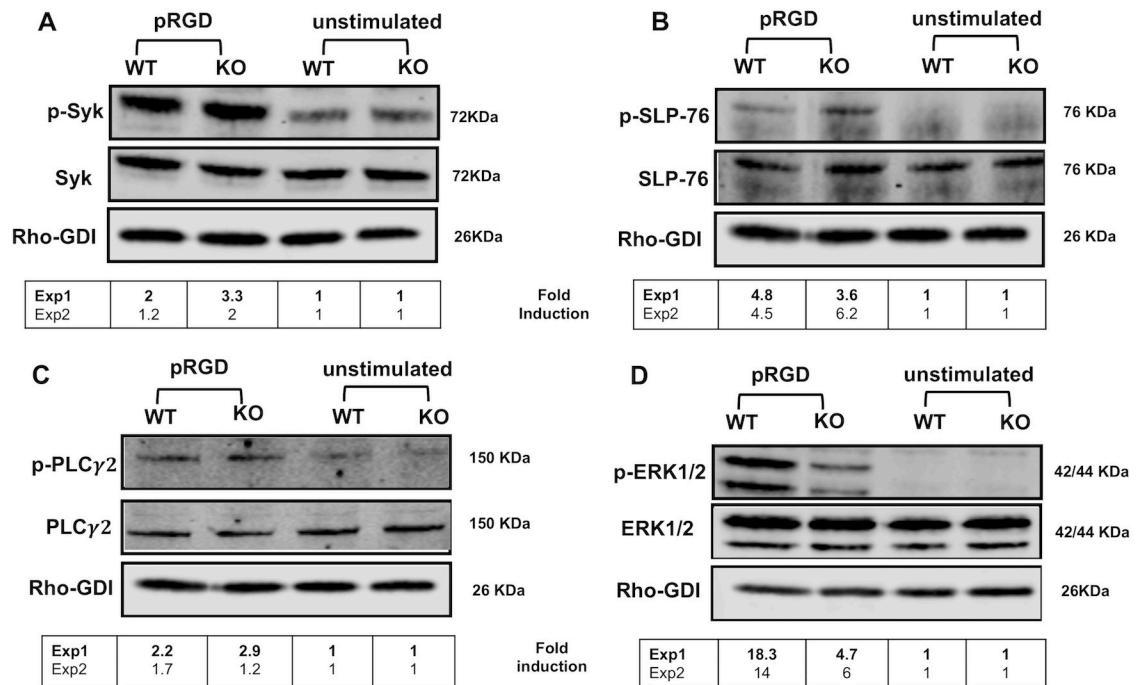 A
pRGD unstimulated
WT KO WT KO
p-Syk 72KDa
Syk 72KDa
Rho-GDI 26KDa
Exp1 2 3.3 1 1
Exp2 1.2 2 1 1
Fold
Induction
B
pRGD unstimulated
WT KO WT KO
p-SLP-76 76 KDa
SLP-76 76 KDa
Rho-GDI 26 KDa
Exp1 4.8 3.6 1 1
Exp2 4.5 6.2 1 1
C
pRGD unstimulated
WT KO WT KO
p-PLCγ2 150 KDa
PLCγ2 150 KDa
Rho-GDI 26 KDa
Exp1 2.2 2.9 1 1
Exp2 1.7 1.2 1 1
Fold
induction
D
pRGD unstimulated
WT KO WT KO
p-ERK1/2 42/44 KDa
ERK1/2 42/44 KDa
Rho-GDI 26KDa
Exp1 18.3 4.7 1 1
Exp2 14 6 1 1